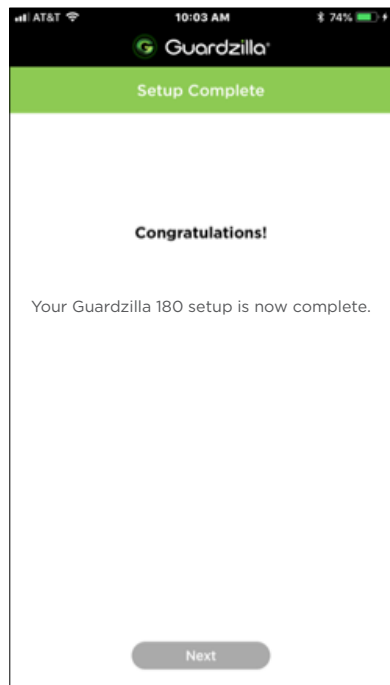 AT&T 10:03 AM 74%
Guardzilla®
Setup Complete
Congratulations!
Your Guardzilla 180 setup is now complete.
Next